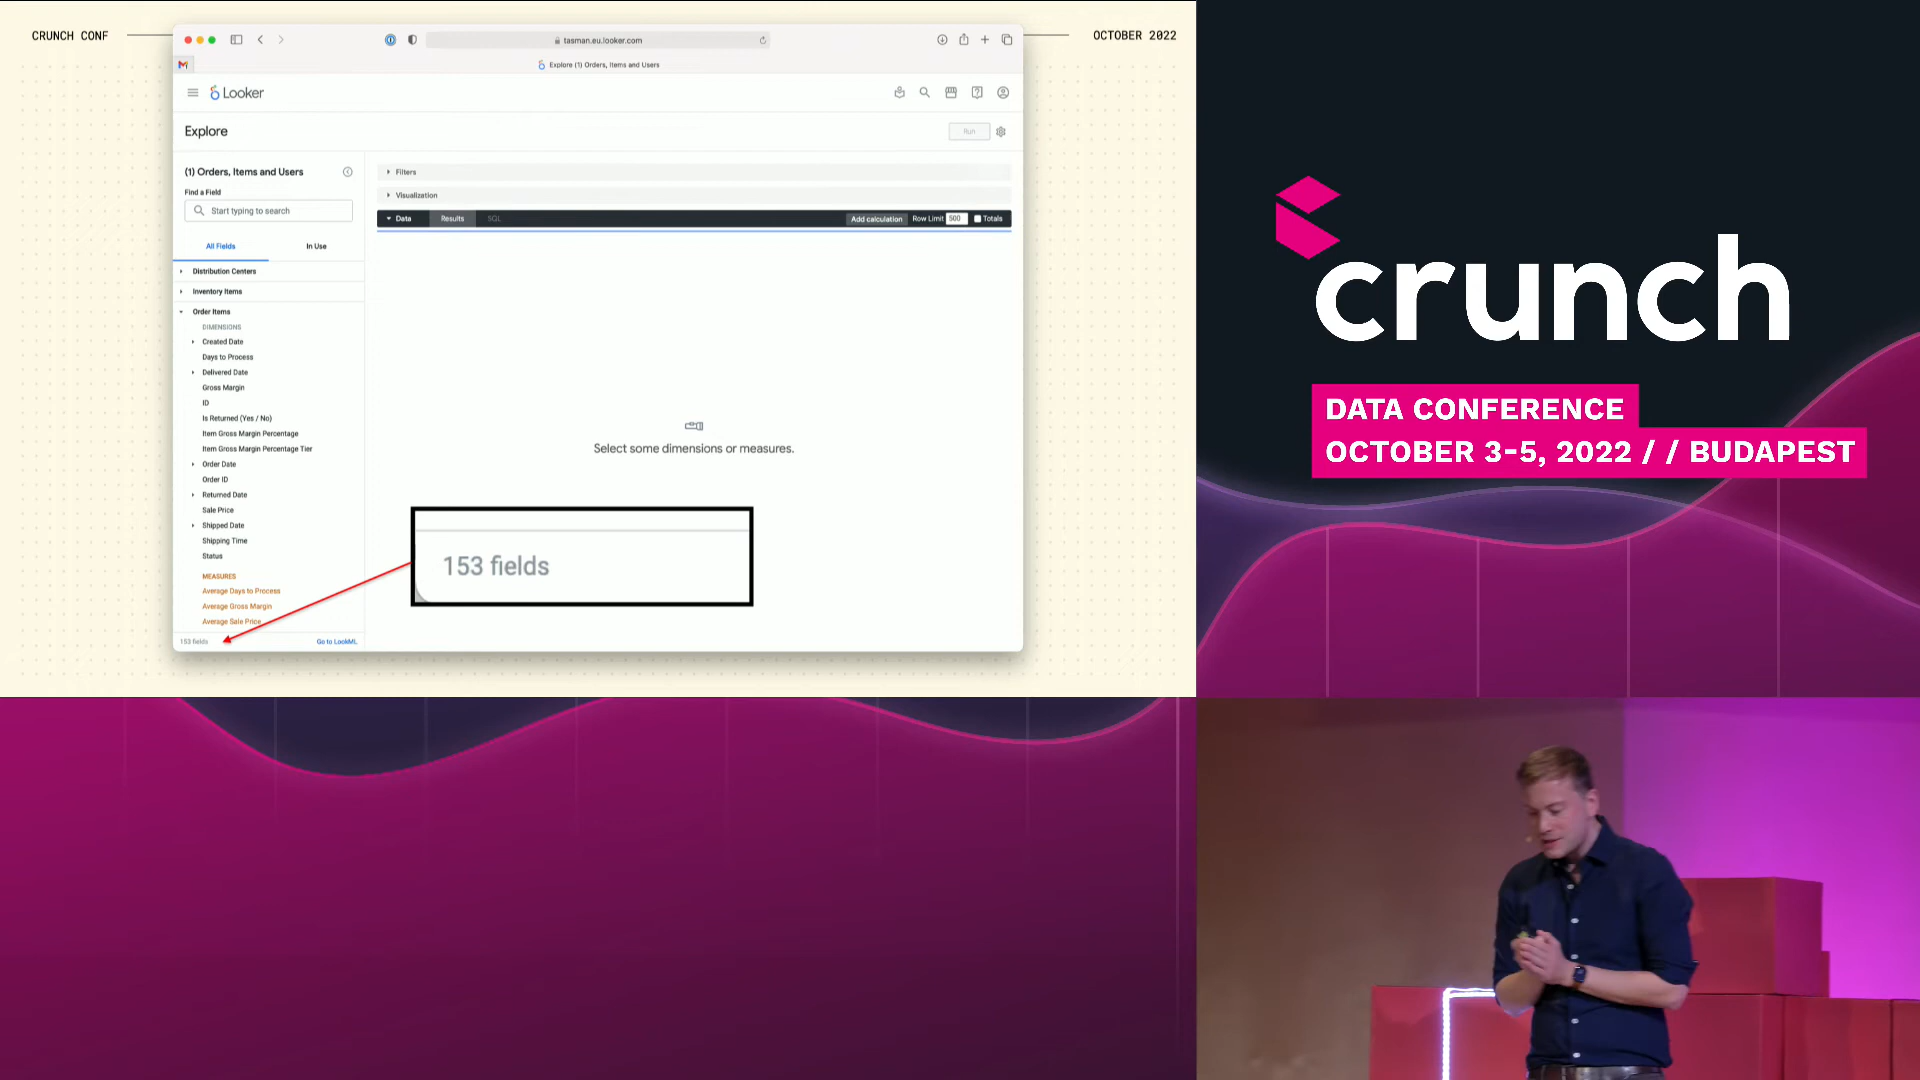 CRUNCH CONF
OCTOBER 2022
tasman.eu.looker.com
Explore (1) Orders, Items and Users
Looker
Explore
Run
(1) Orders, Items and Users
Find a Field
Start typing to search
All Fields
In Use
Distribution Centers
Inventory Items
Order Items
DIMENSIONS
Created Date
Days to Process
Delivered Date
Gross Margin
ID
Is Returned (Yes / No)
Item Gross Margin Percentage
Item Gross Margin Percentage Tier
Order Date
Order ID
Returned Date
Sale Price
Shipped Date
Shipping Time
Status
MEASURES
Average Days to Process
Average Gross Margin
Average Sale Price
153 fields
Go to LookML
Filters
Visualization
Data
Results
SQL
Add calculation
Row Limit
500
Totals
Select some dimensions or measures.
153 fields
crunch
DATA CONFERENCE
OCTOBER 3-5, 2022 // BUDAPEST